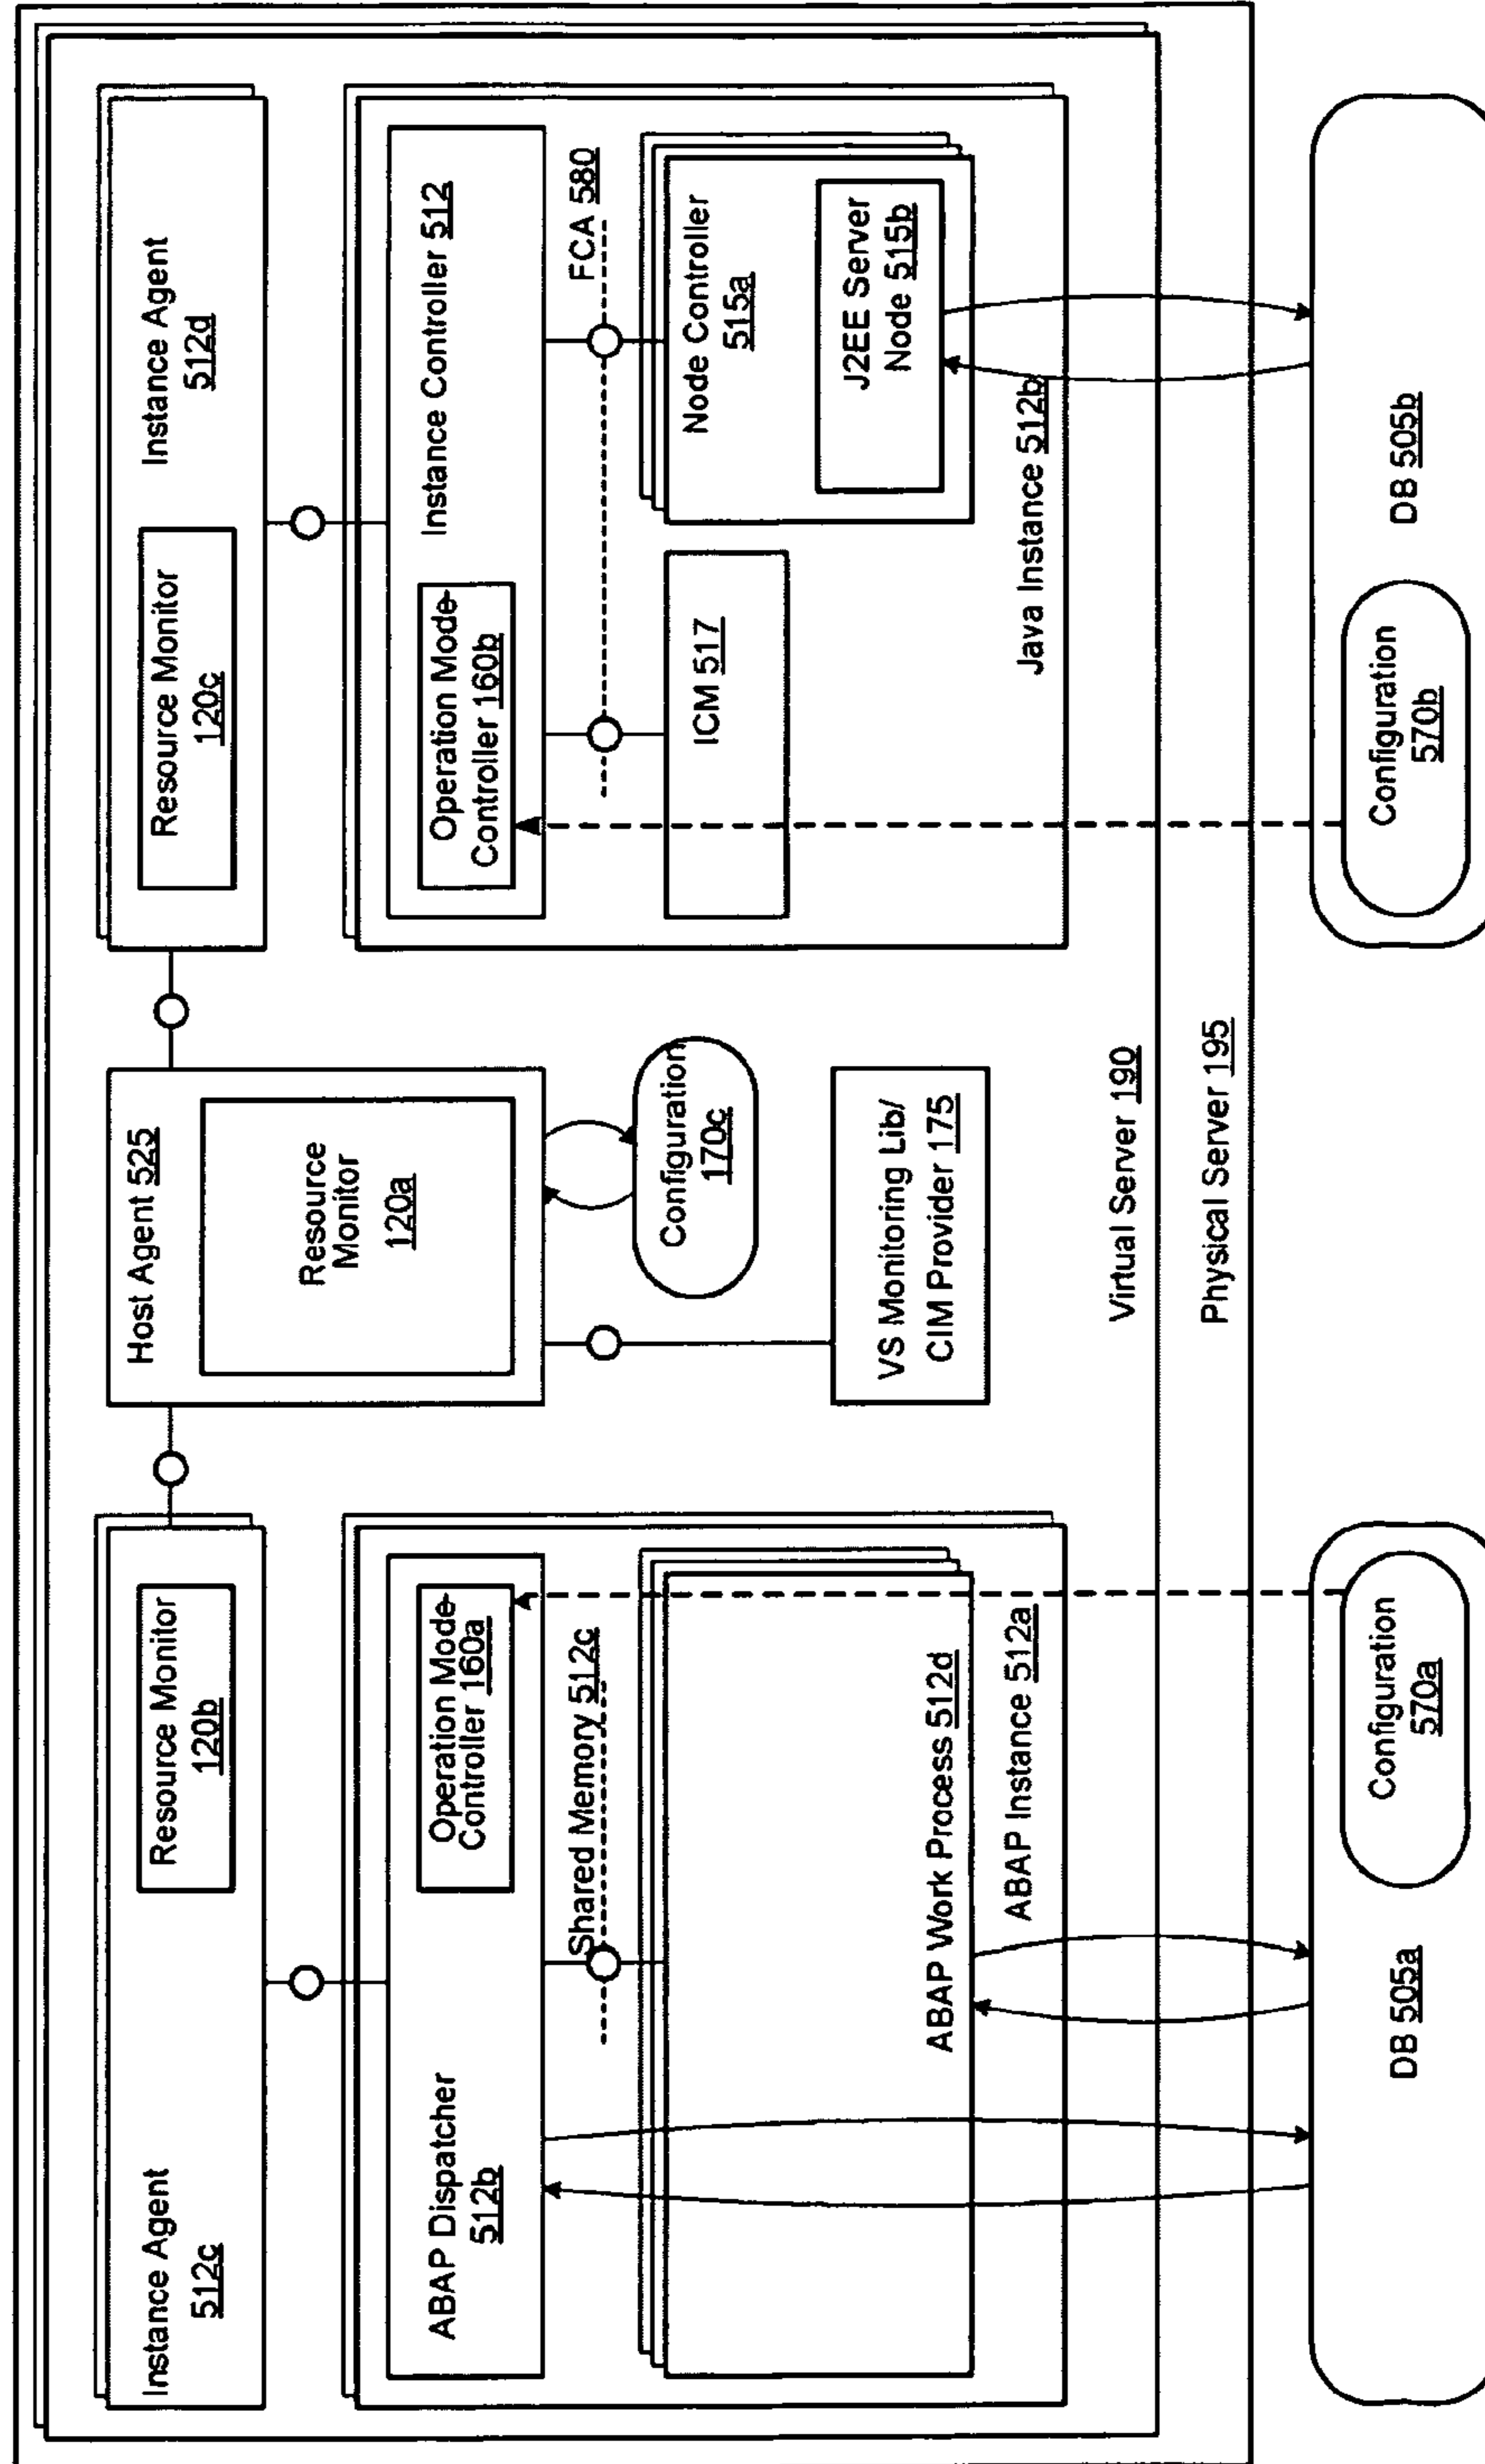 Instance Agent
512c
Resource Monitor
120b
Host Agent 525
Resource
Monitor
120a
Resource Monitor
120c
Instance Agent
512d
ABAP Dispatcher
512b
Operation Mode-
Controller 160a
Shared Memory 512c
ABAP Work Process 512d
ABAP Instance 512a
Configuration
170c
VS Monitoring Lib/
CIM Provider 175
Operation Mode-
Controller 160b
Instance Controller 512
FCA 580
ICM 517
Node Controller
515a
J2EE Server
Node 515b
Java Instance 512b
Virtual Server 190
Physical Server 195
DB 505a
Configuration
570a
Configuration
570b
DB 505b